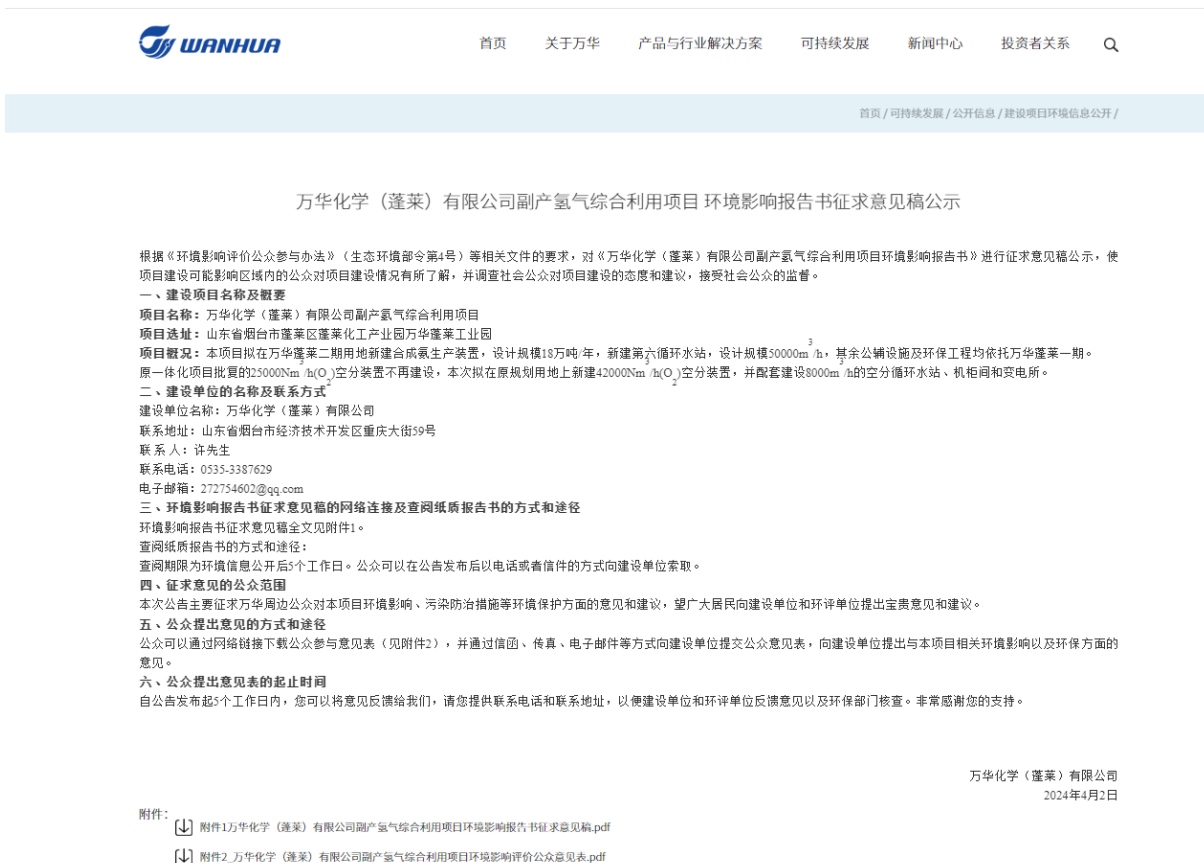 WANHUA
首页 关于万华 产品与行业解决方案 可持续发展 新闻中心 投资者关系
首页 / 可持续发展 / 公开信息 / 建设项目环境信息公开 /
万华化学（蓬莱）有限公司副产氢气综合利用项目 环境影响报告书征求意见稿公示
根据《环境影响评价公众参与办法》（生态环境部令第4号）等相关文件的要求，对《万华化学（蓬莱）有限公司副产氢气综合利用项目环境影响报告书》进行征求意见稿公示，使
项目建设可能影响区域内的公众对项目建设情况有所了解，并调查社会公众对项目建设的态度和建议，接受社会公众的监督。
一、建设项目名称及概要
项目名称：万华化学（蓬莱）有限公司副产氢气综合利用项目
项目选址：山东省烟台市蓬莱区蓬莱化工产业园万华蓬莱工业园
项目概况：本项目拟在万华蓬莱二期用地新建合成氨生产装置，设计规模18万吨/年，新建第六循环水站，设计规模50000m³/h，其余公辅设施及环保工程均依托万华蓬莱一期。
原一体化项目批复的25000Nm³/h(O₂)空分装置不再建设，本次拟在原规划用地上新建42000Nm³/h(O₂)空分装置，并配套建设8000m³/h的空分循环水站、机柜间和变电所。
二、建设单位的名称及联系方式
建设单位名称：万华化学（蓬莱）有限公司
联系地址：山东省烟台市经济技术开发区重庆大街59号
联 系 人：许先生
联系电话：0535-3387629
电子邮箱：272754602@qq.com
三、环境影响报告书征求意见稿的网络连接及查阅纸质报告书的方式和途径
环境影响报告书征求意见稿全文见附件1。
查阅纸质报告书的方式和途径：
查阅期限为环境信息公开后5个工作日。公众可以在公告发布后以电话或者信件的方式向建设单位索取。
四、征求意见的公众范围
本次公告主要征求万华周边公众对本项目环境影响、污染防治措施等环境保护方面的意见和建议，望广大居民向建设单位和环评单位提出宝贵意见和建议。
五、公众提出意见的方式和途径
公众可以通过网络链接下载公众参与意见表（见附件2），并通过信函、传真、电子邮件等方式向建设单位提交公众意见表，向建设单位提出与本项目相关环境影响以及环保方面的
意见。
六、公众提出意见表的起止时间
自公告发布起5个工作日内，您可以将意见反馈给我们，请您提供联系电话和联系地址，以便建设单位和环评单位反馈意见以及环保部门核查。非常感谢您的支持。
万华化学（蓬莱）有限公司
2024年4月2日
附件：
附件1万华化学（蓬莱）有限公司副产氢气综合利用项目环境影响报告书征求意见稿.pdf
附件2_万华化学（蓬莱）有限公司副产氢气综合利用项目环境影响评价公众意见表.pdf